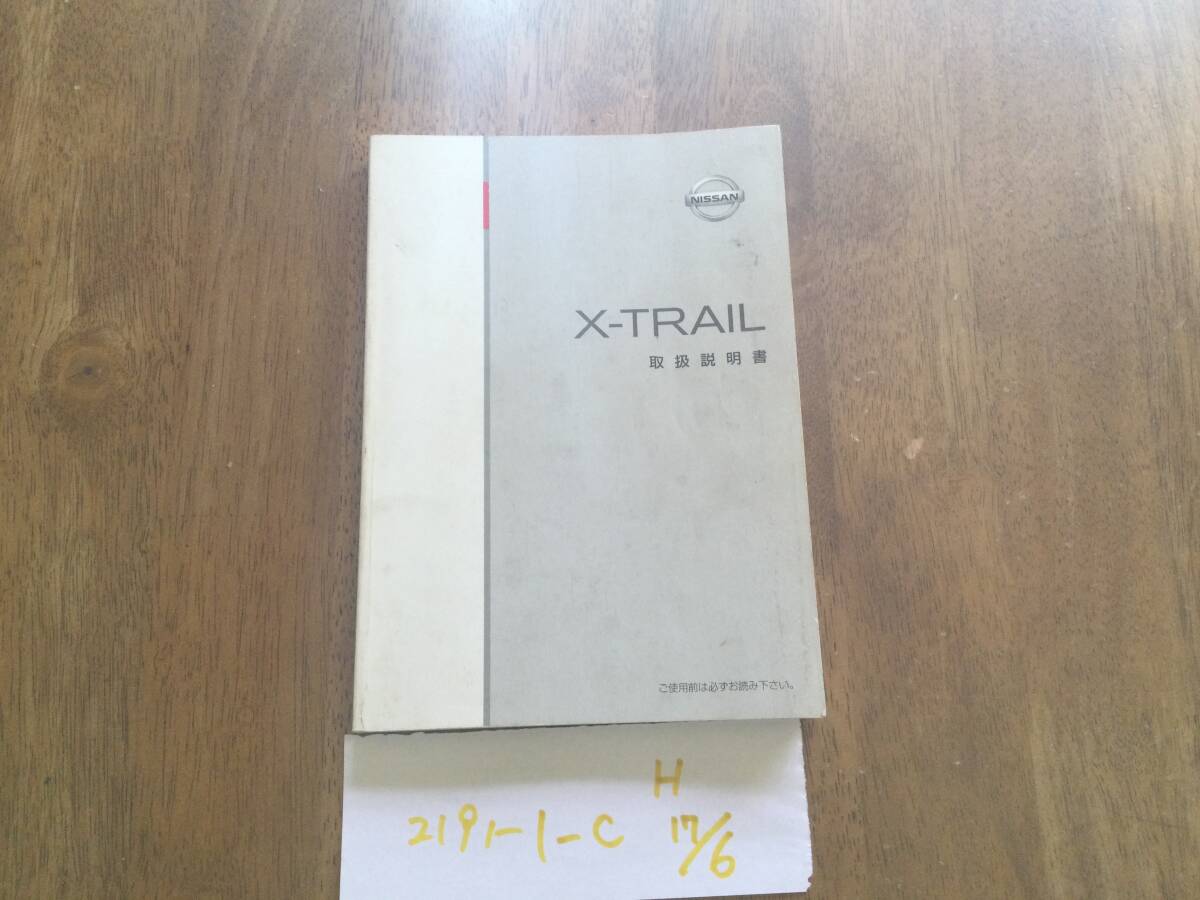 NISSAN
X-TRAIL
取扱説明書
ご使用前は必ずお読み下さい。
H
2191-1-C 17/6